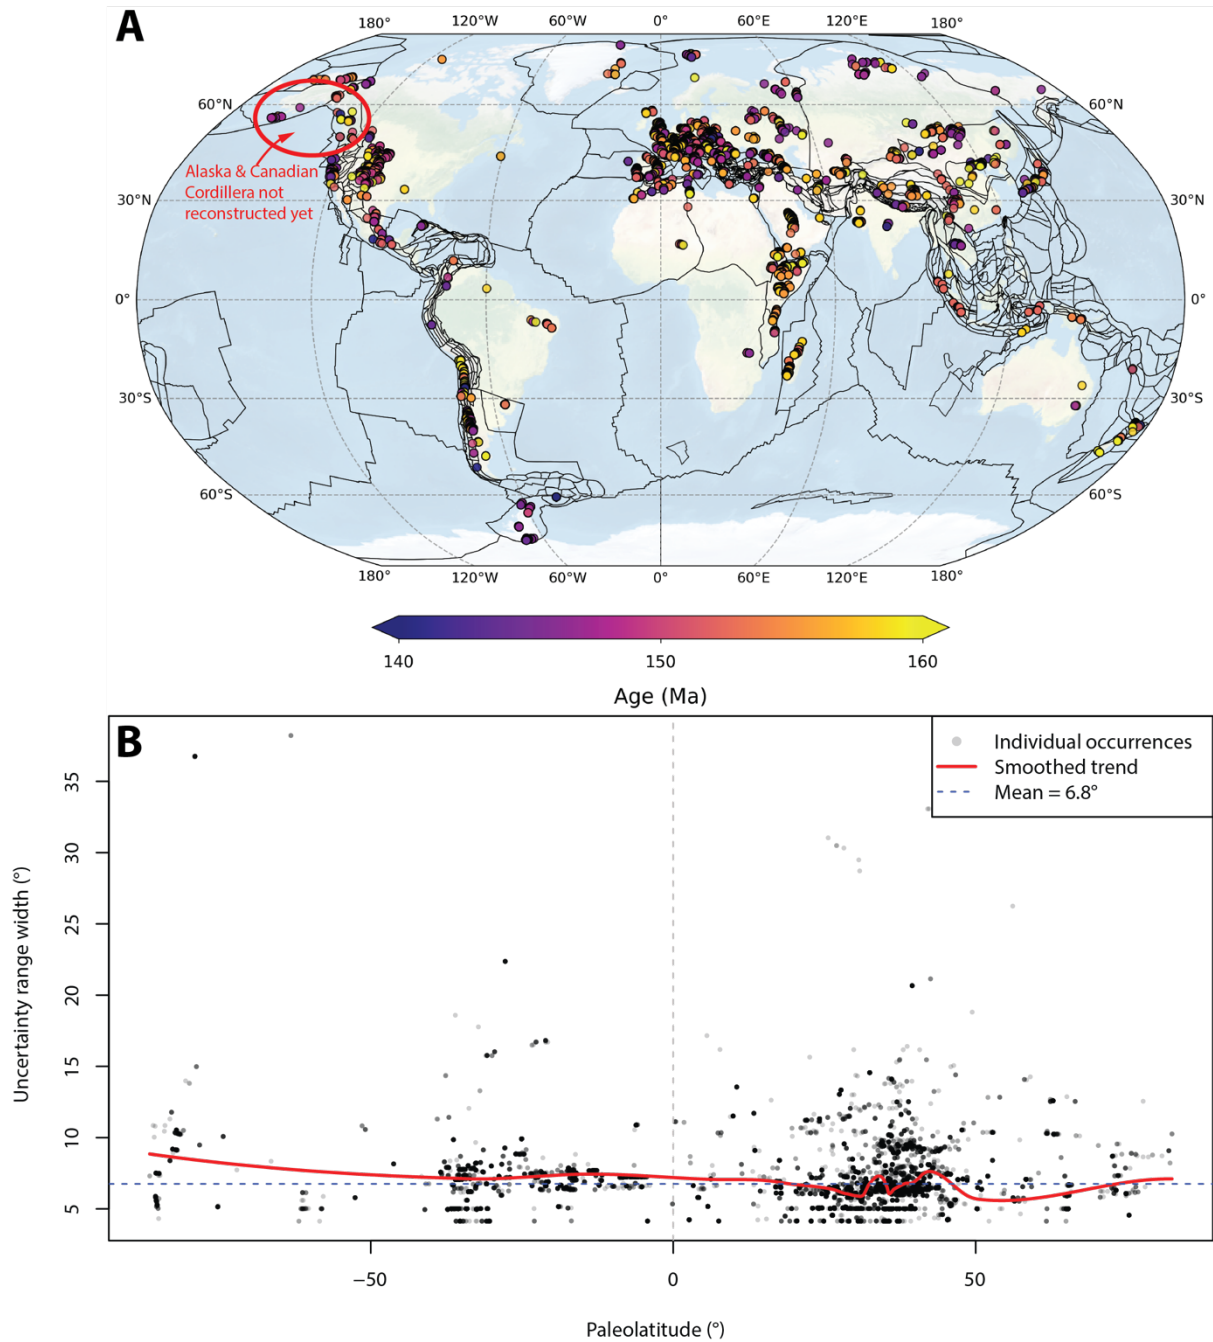 A
180° 120°W 60°W 0° 60°E 120°E 180°
60°N 60°N
Alaska & Canadian
Cordillera not
reconstructed yet
30°N 30°N
0° 0°
30°S 30°S
60°S 60°S
180° 120°W 60°W 0° 60°E 120°E 180°
140 150 160
Age (Ma)
B
Individual occurrences
Smoothed trend
Mean = 6.8°
35
30
25
20
15
10
5
Uncertainty range width (°)
−50 0 50
Paleolatitude (°)